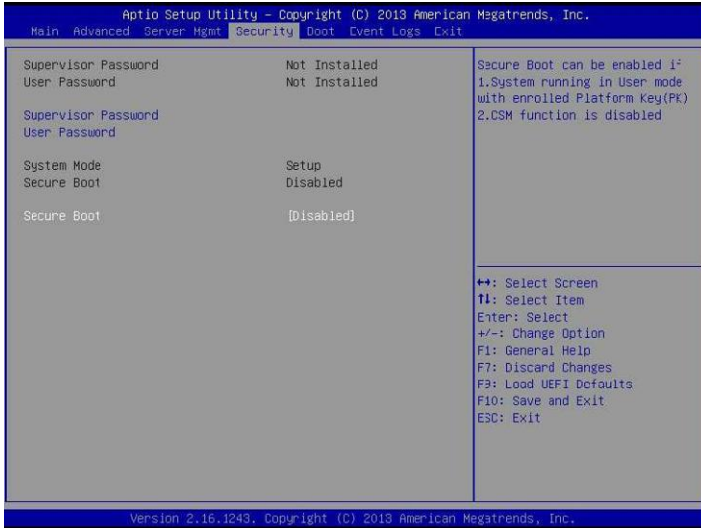 Aptio Setup Utility – Copyright (C) 2013 American Megatrends, Inc.
Main Advanced Server Mgmt Security Boot Event Logs Exit
Supervisor Password Not Installed
User Password Not Installed
Supervisor Password
User Password
System Mode Setup
Secure Boot Disabled
Secure Boot [Disabled]
Secure Boot can be enabled if
1.System running in User mode
with enrolled Platform Key(PK)
2.CSM function is disabled
↔: Select Screen
↑↓: Select Item
Enter: Select
+/-: Change Option
F1: General Help
F7: Discard Changes
F9: Load UEFI Defaults
F10: Save and Exit
ESC: Exit
Version 2.16.1243. Copyright (C) 2013 American Megatrends, Inc.